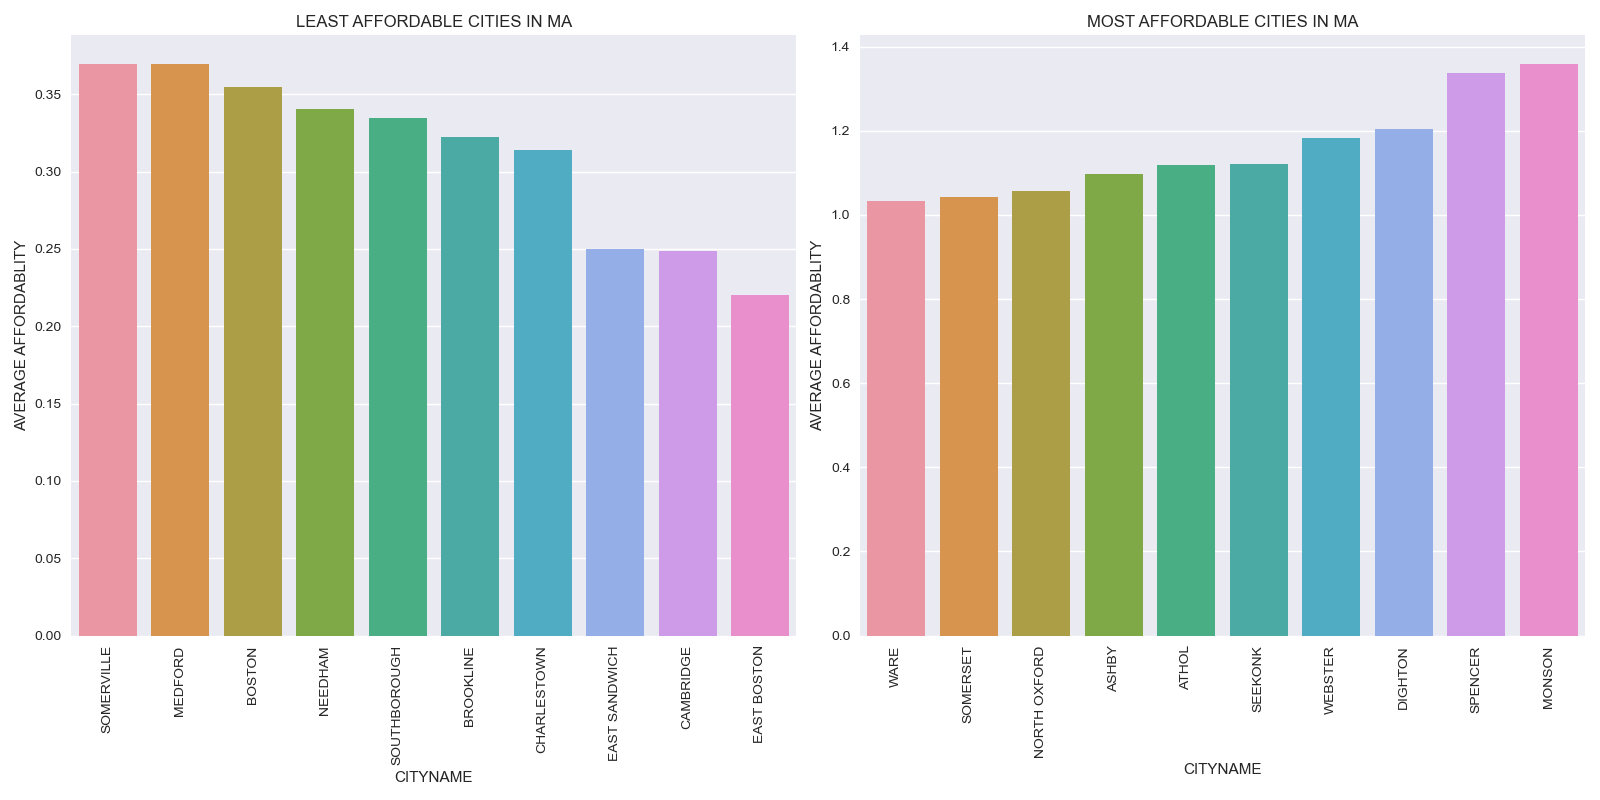 LEAST AFFORDABLE CITIES IN MA
AVERAGE AFFORDABLITY
0.35
0.30
0.25
0.20
0.15
0.10
0.05
0.00
SOMERVILLE
MEDFORD
BOSTON
NEEDHAM
SOUTHBOROUGH
BROOKLINE
CHARLESTOWN
EAST SANDWICH
CAMBRIDGE
EAST BOSTON
CITYNAME
MOST AFFORDABLE CITIES IN MA
AVERAGE AFFORDABLITY
1.4
1.2
1.0
0.8
0.6
0.4
0.2
0.0
WARE
SOMERSET
NORTH OXFORD
ASHBY
ATHOL
SEEKONK
WEBSTER
DIGHTON
SPENCER
MONSON
CITYNAME